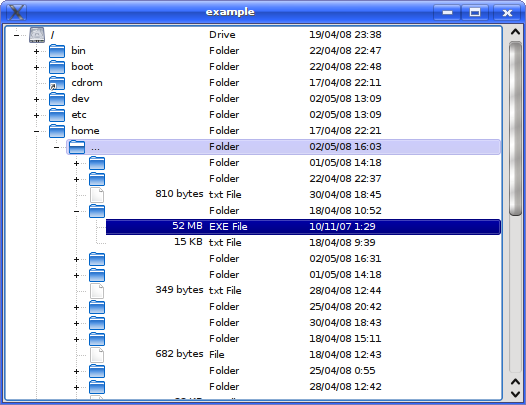 example
/ Drive 19/04/08 23:38
bin Folder 22/04/08 22:47
boot Folder 22/04/08 22:48
cdrom Folder 17/04/08 22:11
dev Folder 02/05/08 13:09
etc Folder 02/05/08 13:09
home Folder 17/04/08 22:21
... Folder 02/05/08 16:03
Folder 01/05/08 14:18
Folder 22/04/08 22:37
810 bytes txt File 30/04/08 18:45
Folder 18/04/08 10:52
52 MB EXE File 10/11/07 1:29
15 KB txt File 18/04/08 9:39
Folder 02/05/08 16:31
Folder 01/05/08 14:18
349 bytes txt File 28/04/08 12:44
Folder 25/04/08 20:42
Folder 30/04/08 18:43
Folder 18/04/08 15:11
682 bytes File 18/04/08 12:43
Folder 25/04/08 0:55
Folder 28/04/08 12:42